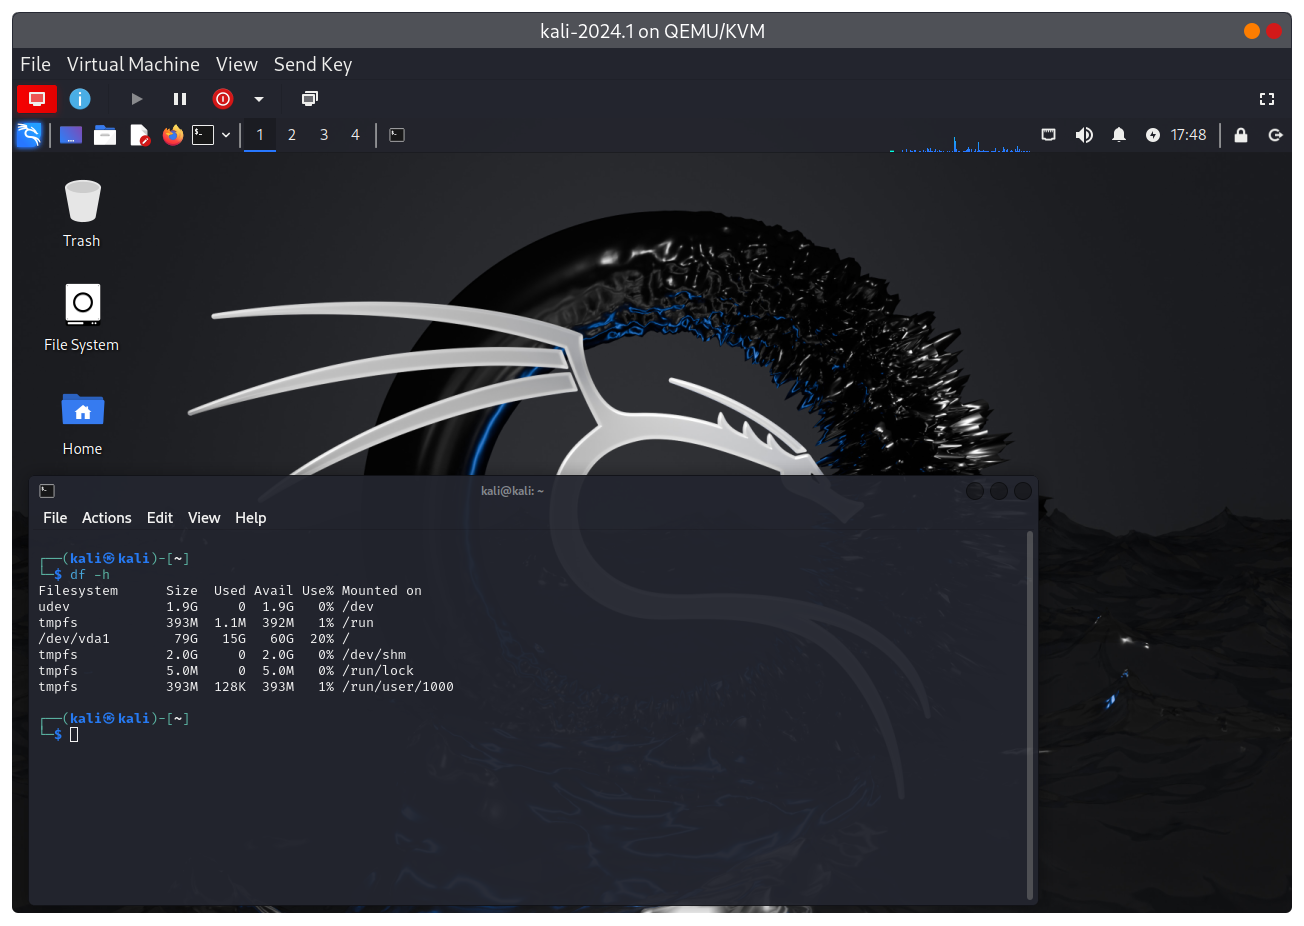 kali-2024.1 on QEMU/KVM
File Virtual Machine View Send Key
1 2 3 4 17:48
Trash
File System
Home
kali@kali: ~
File Actions Edit View Help
┌──(kali㉿kali)-[~]
└─$ df -h
Filesystem      Size  Used Avail Use% Mounted on
udev            1.9G     0  1.9G   0% /dev
tmpfs           393M  1.1M  392M   1% /run
/dev/vda1        79G   15G   60G  20% /
tmpfs           2.0G     0  2.0G   0% /dev/shm
tmpfs           5.0M     0  5.0M   0% /run/lock
tmpfs           393M  128K  393M   1% /run/user/1000
┌──(kali㉿kali)-[~]
└─$